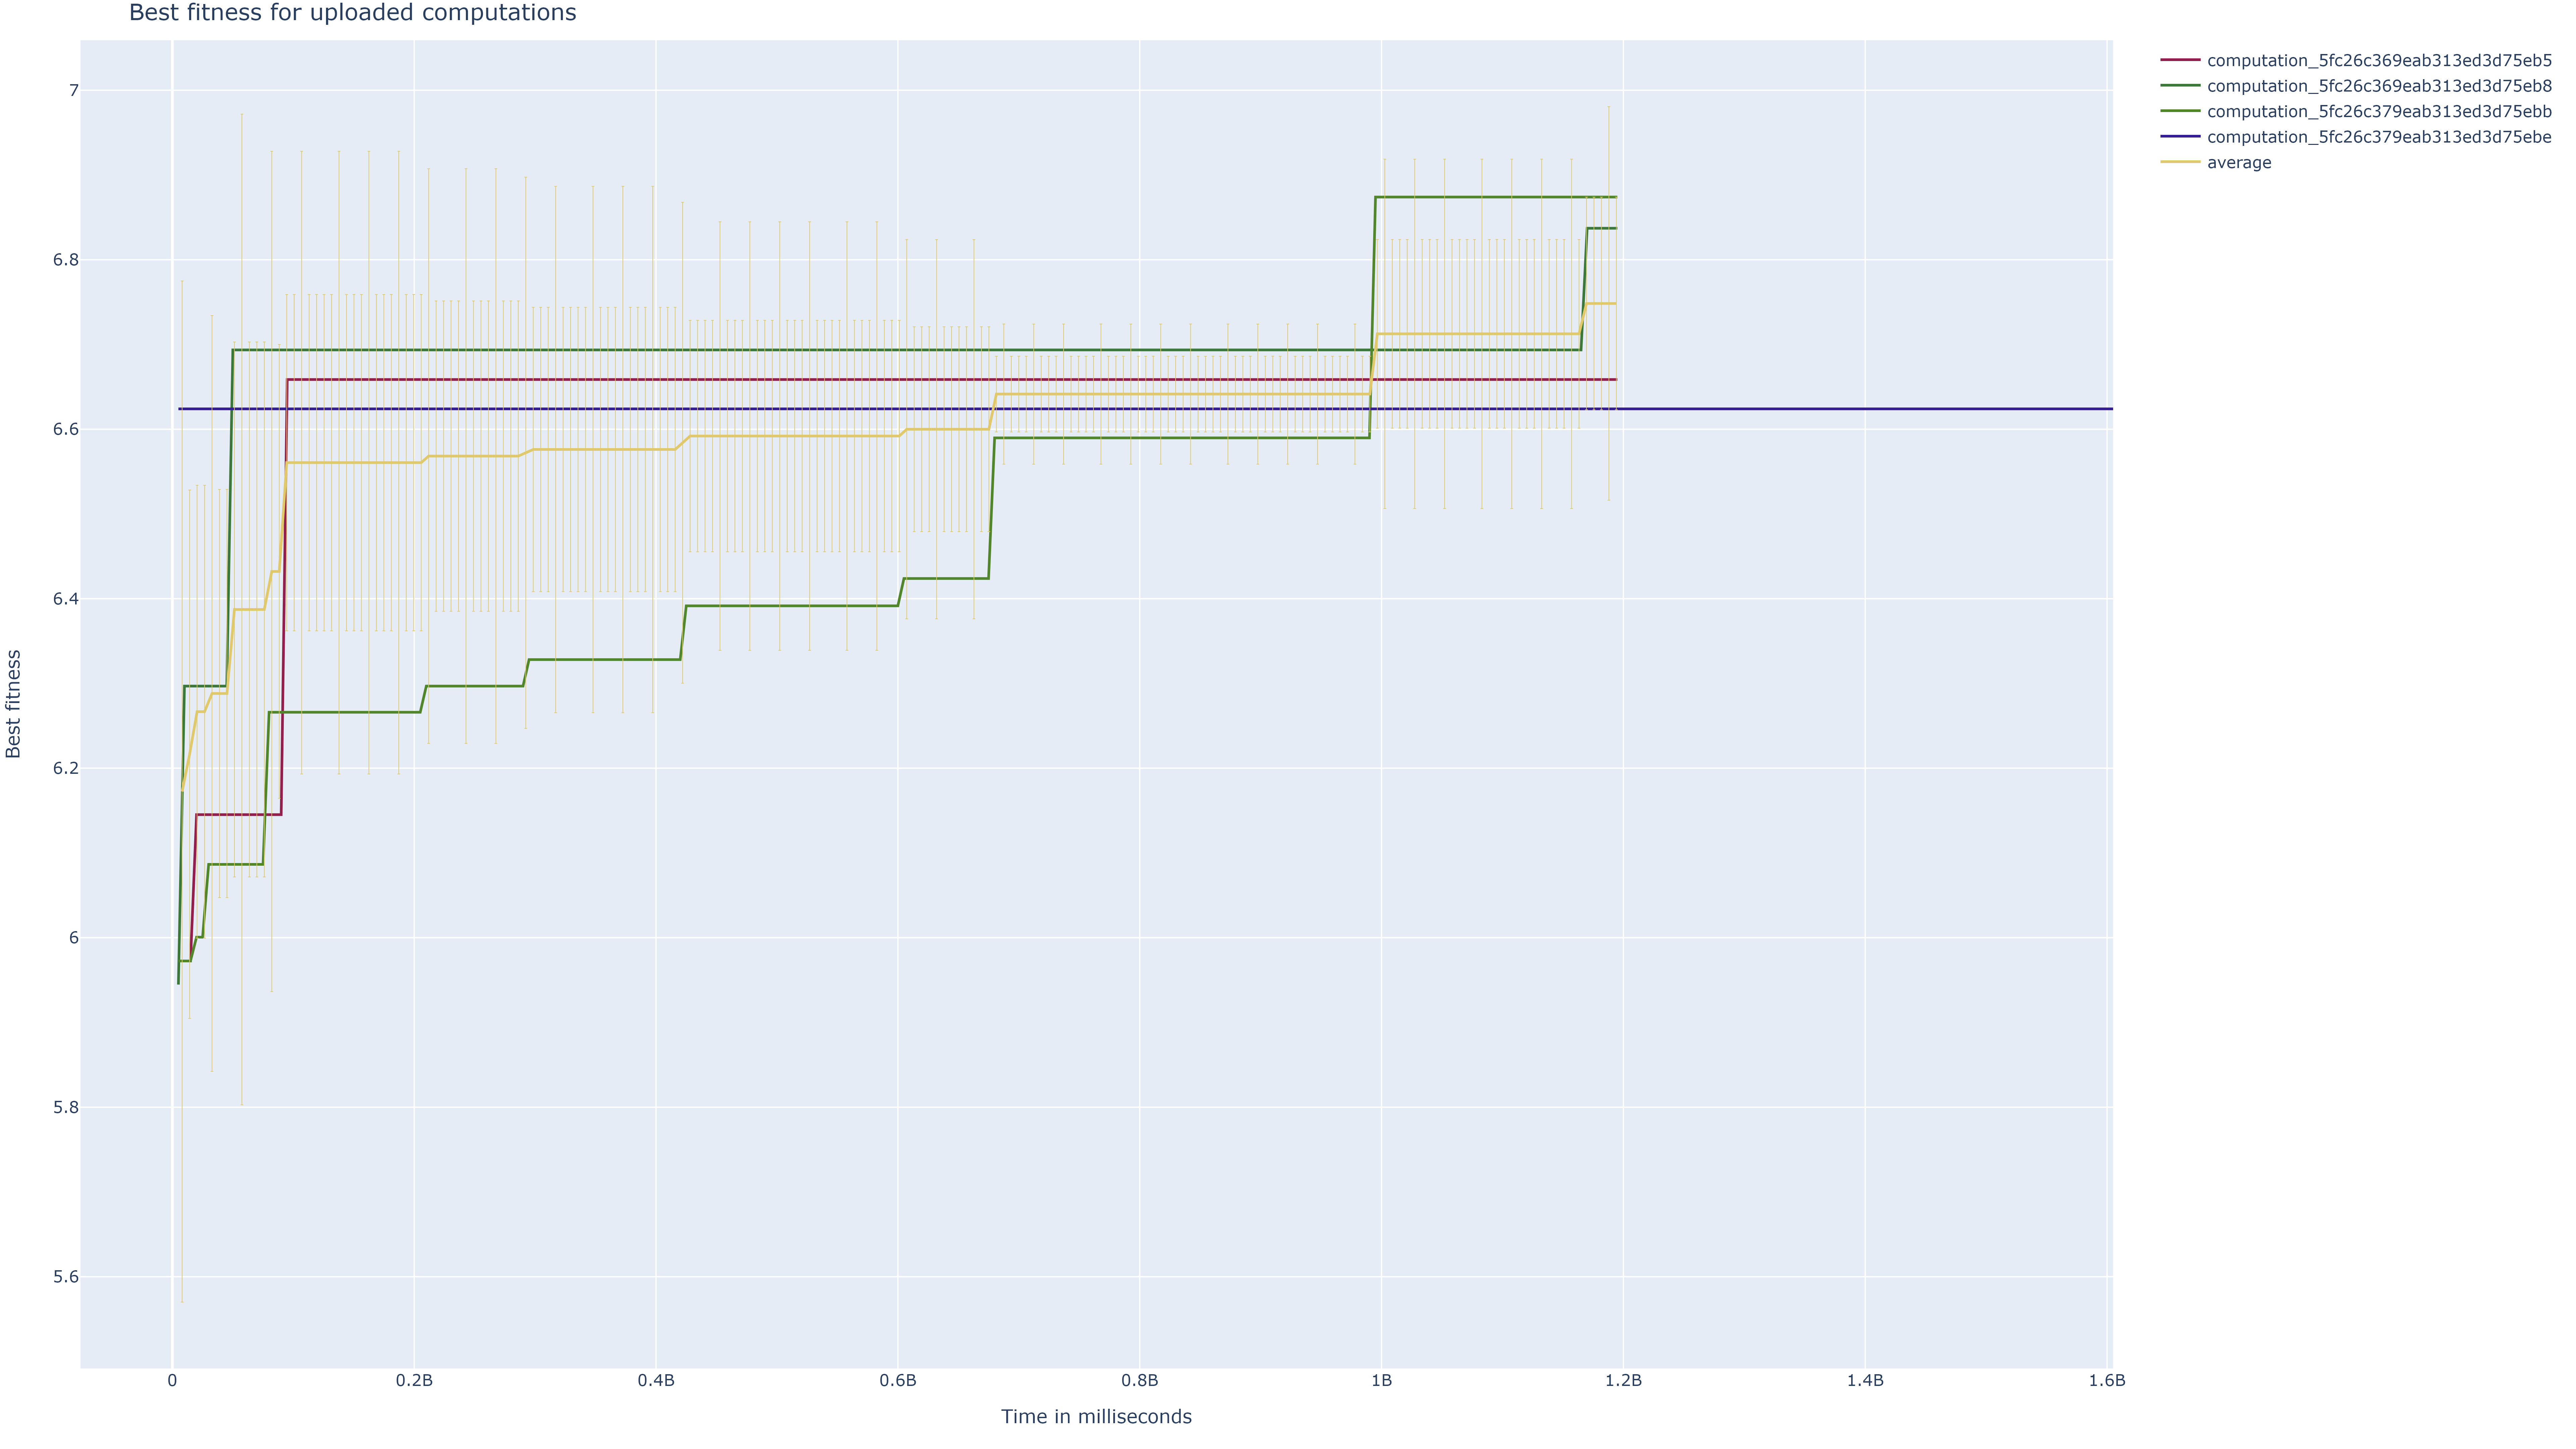 Best fitness for uploaded computations
computation_5fc26c369eab313ed3d75eb5
computation_5fc26c369eab313ed3d75eb8
computation_5fc26c379eab313ed3d75ebb
computation_5fc26c379eab313ed3d75ebe
average
7
6.8
6.6
6.4
6.2
6
5.8
5.6
Best fitness
0
0.2B
0.4B
0.6B
0.8B
1B
1.2B
1.4B
1.6B
Time in milliseconds